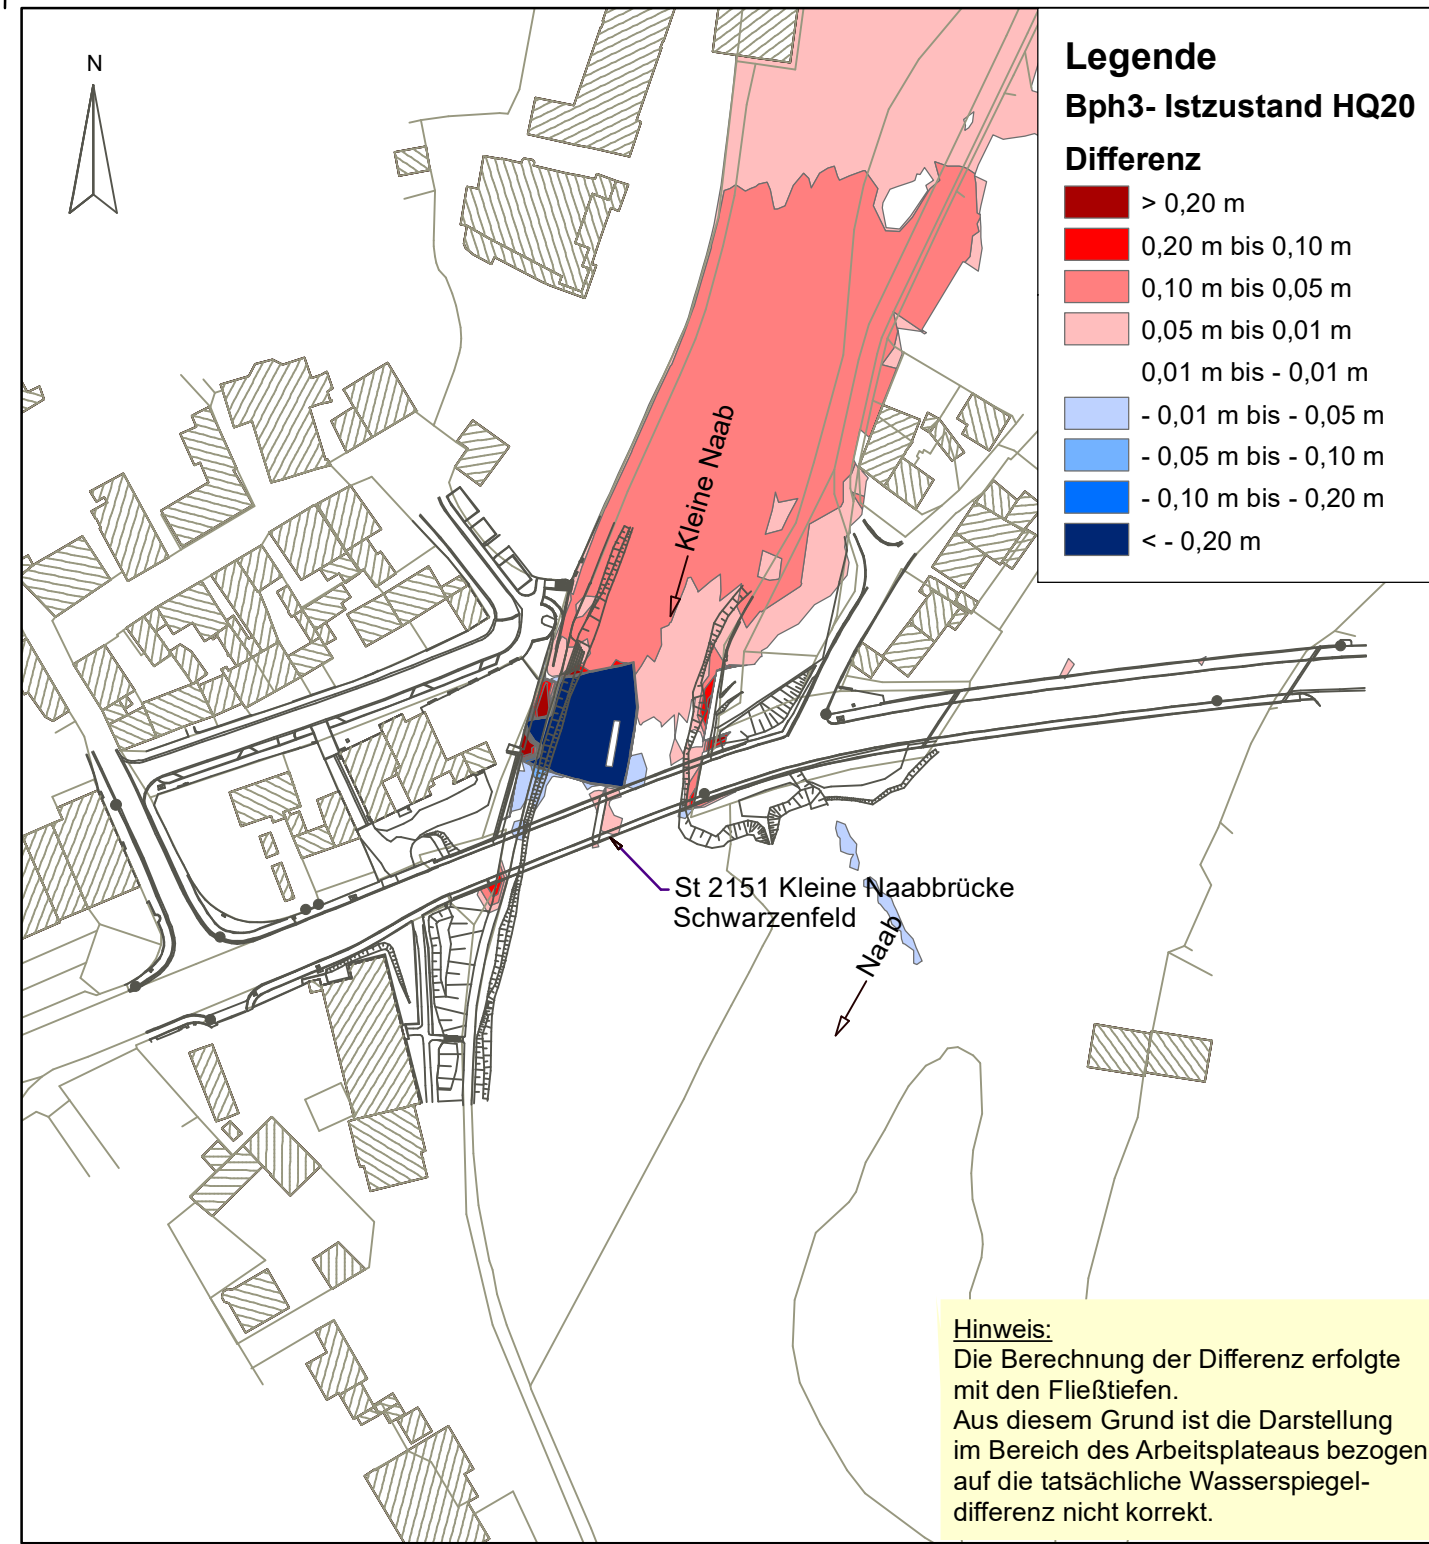 N
Legende
Bph3- Istzustand HQ20
Differenz
> 0,20 m
0,20 m bis 0,10 m
0,10 m bis 0,05 m
0,05 m bis 0,01 m
0,01 m bis - 0,01 m
- 0,01 m bis - 0,05 m
- 0,05 m bis - 0,10 m
- 0,10 m bis - 0,20 m
< - 0,20 m
Kleine Naab
St 2151 Kleine Naabbrücke
Schwarzenfeld
Naab
Hinweis:
Die Berechnung der Differenz erfolgte
mit den Fließtiefen.
Aus diesem Grund ist die Darstellung
im Bereich des Arbeitsplateaus bezogen
auf die tatsächliche Wasserspiegel-
differenz nicht korrekt.